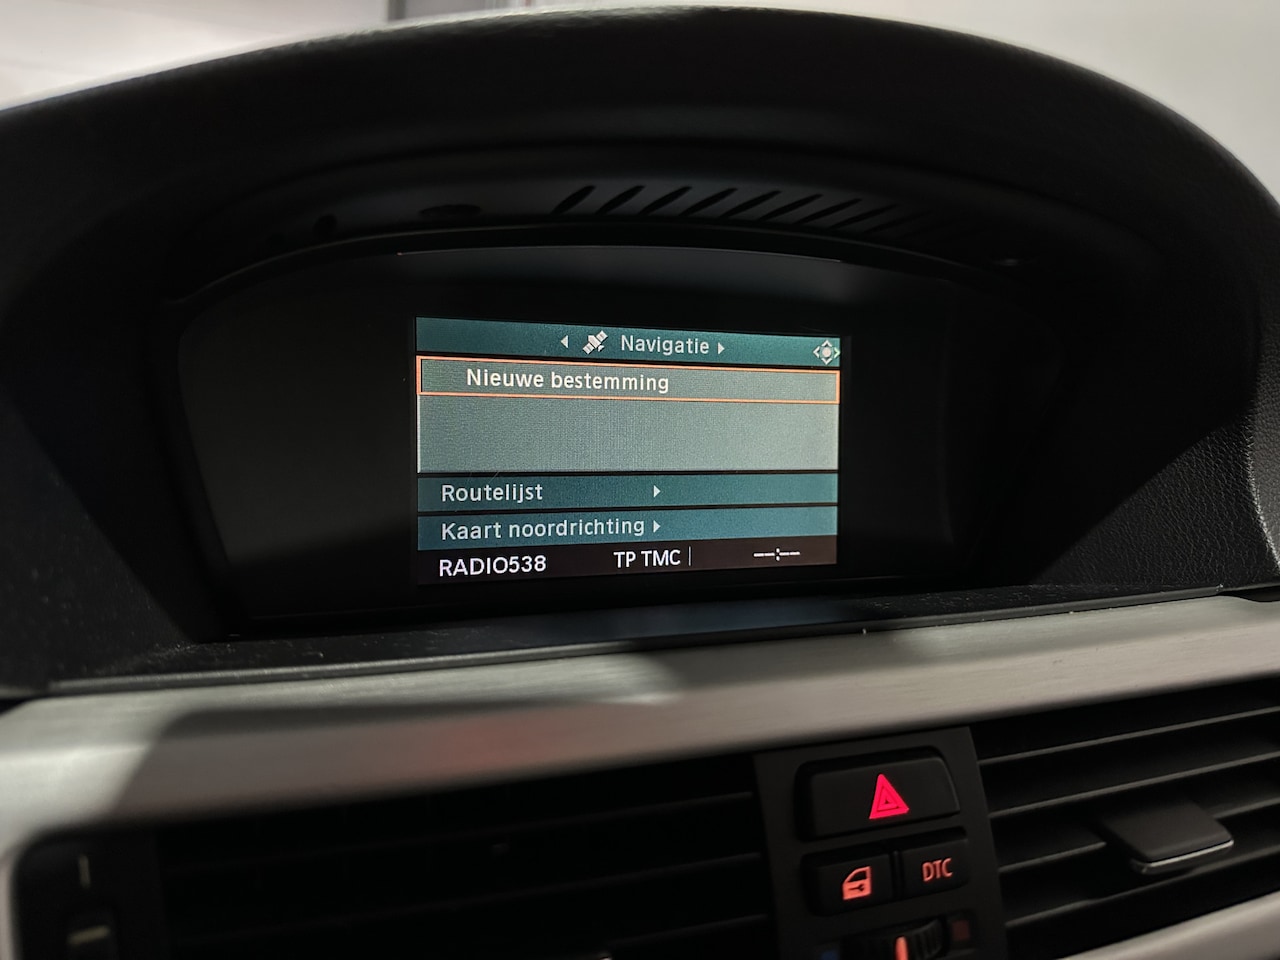 Navigatie
Nieuwe bestemming
Routelijst
Kaart noordrichting
RADIO538 TP TMC --:--
DTC